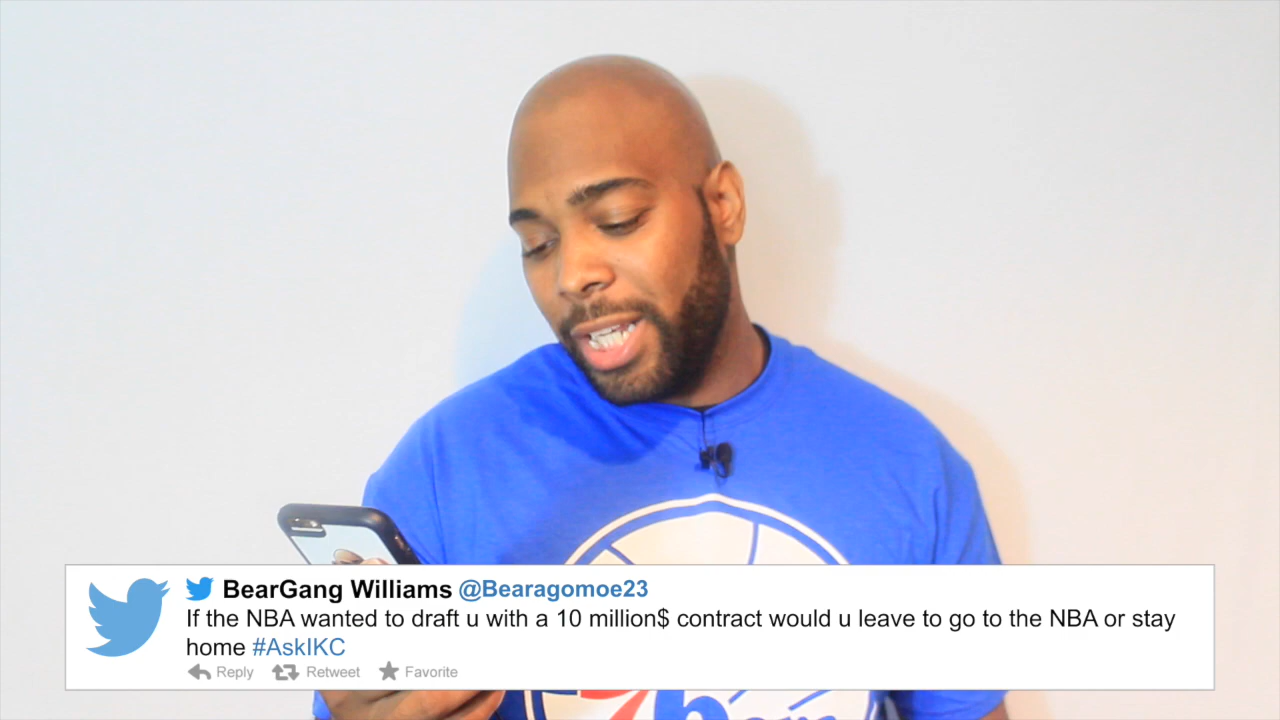 BearGang Williams @Bearagomoe23
If the NBA wanted to draft u with a 10 million$ contract would u leave to go to the NBA or stay
home #AskIKC
Reply Retweet Favorite